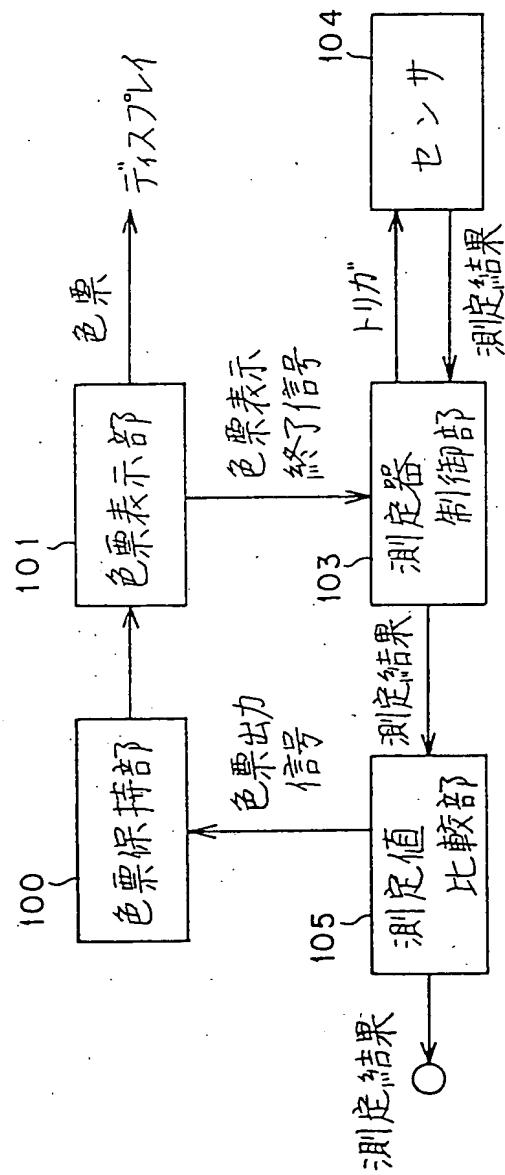 100
色票保持部
101
色票表示部
色票
ディスプレイ
色票出力
信号
色票表示
終了信号
測定結果
105
測定値
比較部
測定結果
103
測定器
制御部
トリガ
測定結果
104
センサ